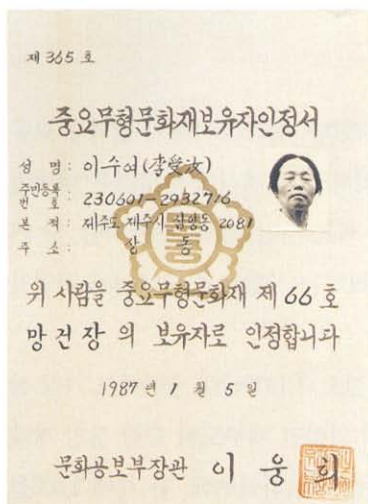 제 365 호
중요무형문화재보유자인정서
성 명 : 이수여 (李受汝)
주민등록번호 : 230601-2932716
본 적 : 제주도 제주시 삼양동 2081
주 소 : 상 동
위 사람을 중요무형문화재 제 66 호
망건장 의 보유자로 인정합니다
1987 년 1 월 5 일
문화공보부장관 이 웅 희